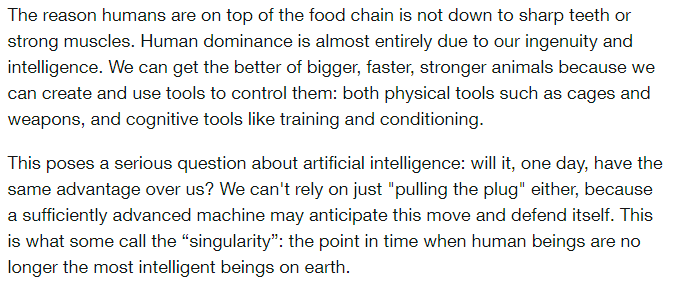 The reason humans are on top of the food chain is not down to sharp teeth or
strong muscles. Human dominance is almost entirely due to our ingenuity and
intelligence. We can get the better of bigger, faster, stronger animals because we
can create and use tools to control them: both physical tools such as cages and
weapons, and cognitive tools like training and conditioning.
This poses a serious question about artificial intelligence: will it, one day, have the
same advantage over us? We can't rely on just "pulling the plug" either, because
a sufficiently advanced machine may anticipate this move and defend itself. This
is what some call the “singularity”: the point in time when human beings are no
longer the most intelligent beings on earth.